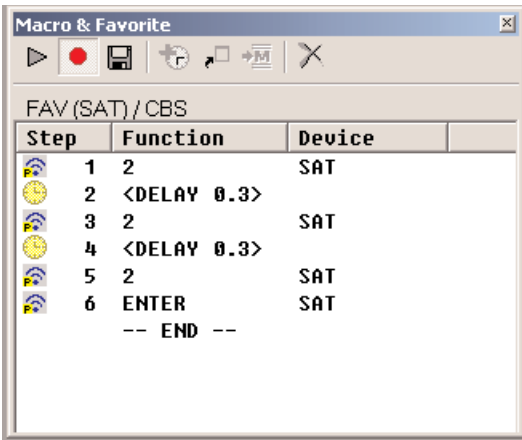 Macro & Favorite
FAV (SAT) / CBS
Step Function Device
1 2 SAT
2 <DELAY 0.3>
3 2 SAT
4 <DELAY 0.3>
5 2 SAT
6 ENTER SAT
-- END --